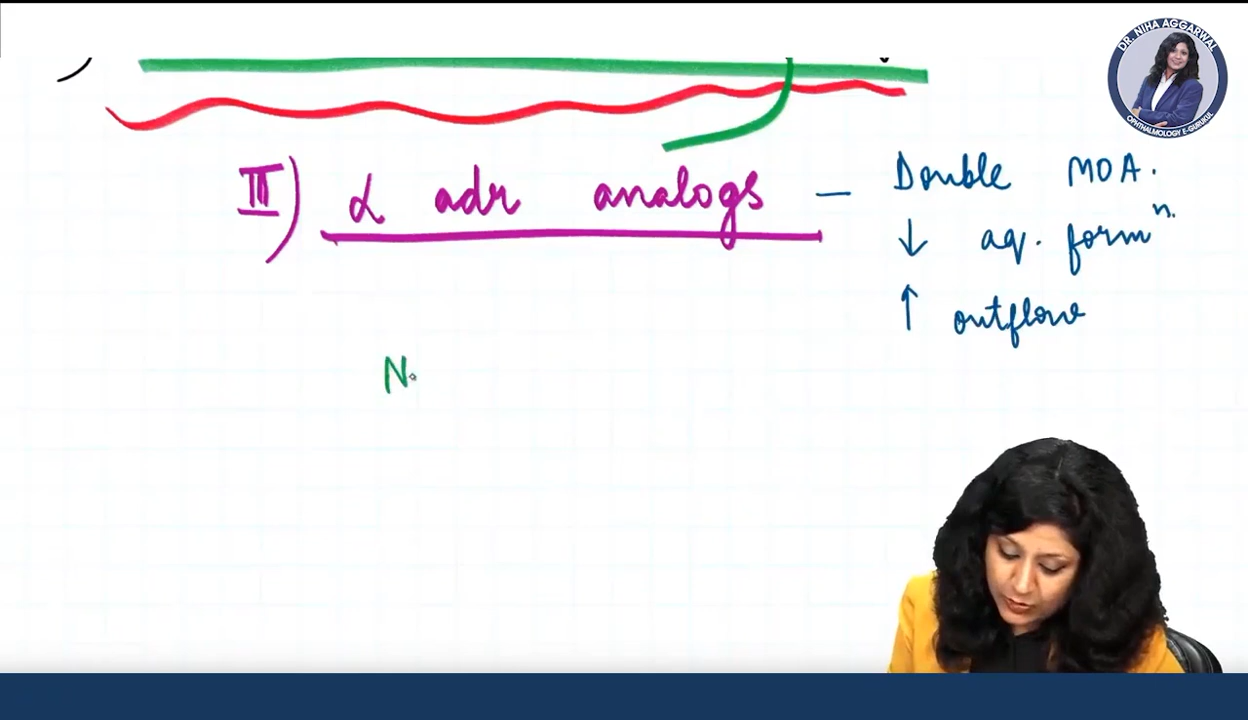 DR. NIHA AGGARWAL
OPHTHALMOLOGY E-GURUKUL
III) α adr analogs — Double MOA.
↓ aq. formⁿ.
↑ outflow
N